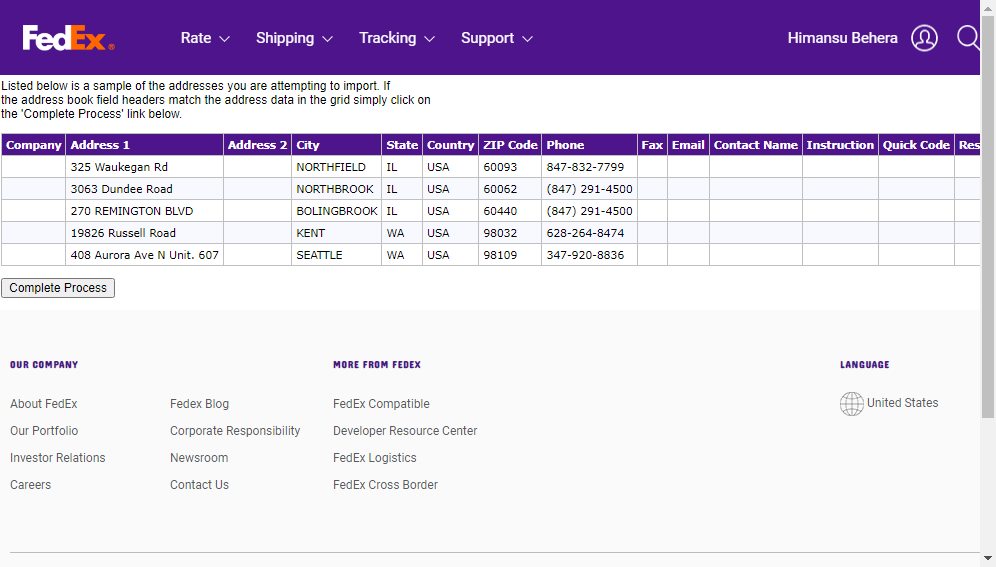 FedEx®
Rate Shipping Tracking Support Himansu Behera
Listed below is a sample of the addresses you are attempting to import. If
the address book field headers match the address data in the grid simply click on
the 'Complete Process' link below.
Company Address 1 Address 2 City State Country ZIP Code Phone Fax Email Contact Name Instruction Quick Code Res
325 Waukegan Rd NORTHFIELD IL USA 60093 847-832-7799
3063 Dundee Road NORTHBROOK IL USA 60062 (847) 291-4500
270 REMINGTON BLVD BOLINGBROOK IL USA 60440 (847) 291-4500
19826 Russell Road KENT WA USA 98032 628-264-8474
408 Aurora Ave N Unit. 607 SEATTLE WA USA 98109 347-920-8836
Complete Process
OUR COMPANY MORE FROM FEDEX LANGUAGE
About FedEx Fedex Blog FedEx Compatible United States
Our Portfolio Corporate Responsibility Developer Resource Center
Investor Relations Newsroom FedEx Logistics
Careers Contact Us FedEx Cross Border